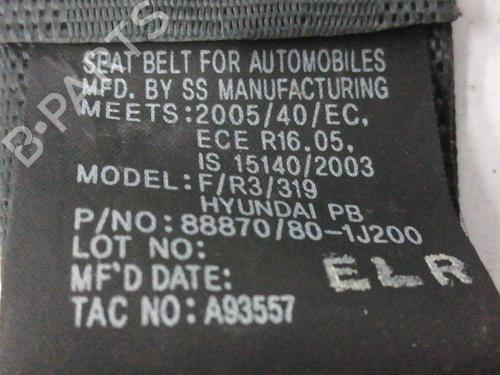 B-PARTS
SEAT BELT FOR AUTOMOBILES
MFD. BY SS MANUFACTURING
MEETS: 2005/40/EC,
ECE R16.05,
IS 15140/2003
MODEL: F/R3/319
HYUNDAI PB
P/NO: 88870/80-1J200
LOT NO:
MF'D DATE:
ELR
TAC NO: A93557